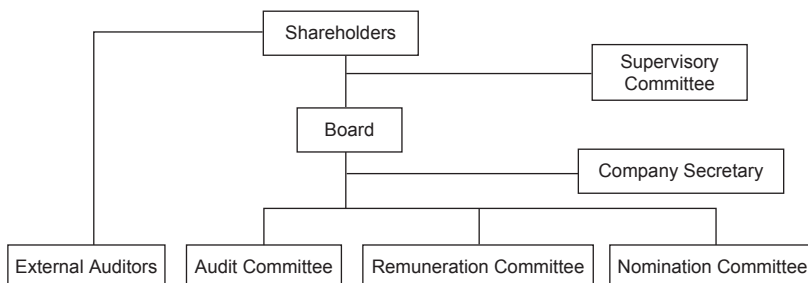 Shareholders
Supervisory
Committee
Board
Company Secretary
External Auditors
Audit Committee
Remuneration Committee
Nomination Committee